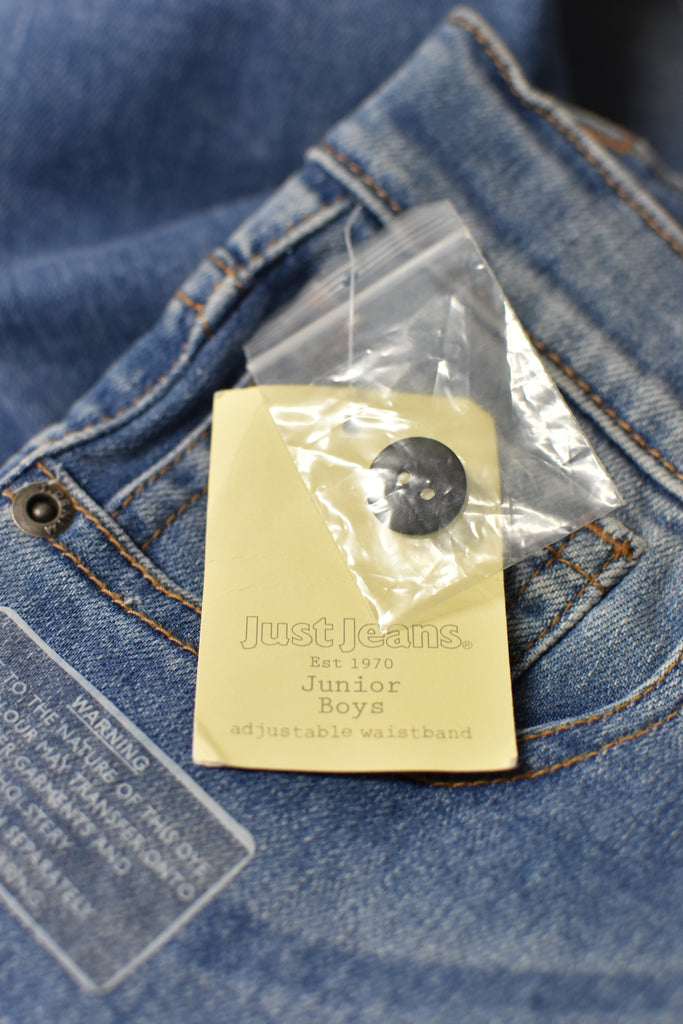 Just Jeans®
Est 1970
Junior
Boys
adjustable waistband
WARNING
TO THE NATURE OF THIS DYE
OUR MAY TRANSFER ONTO
GARMENTS AND
SEPARATELY